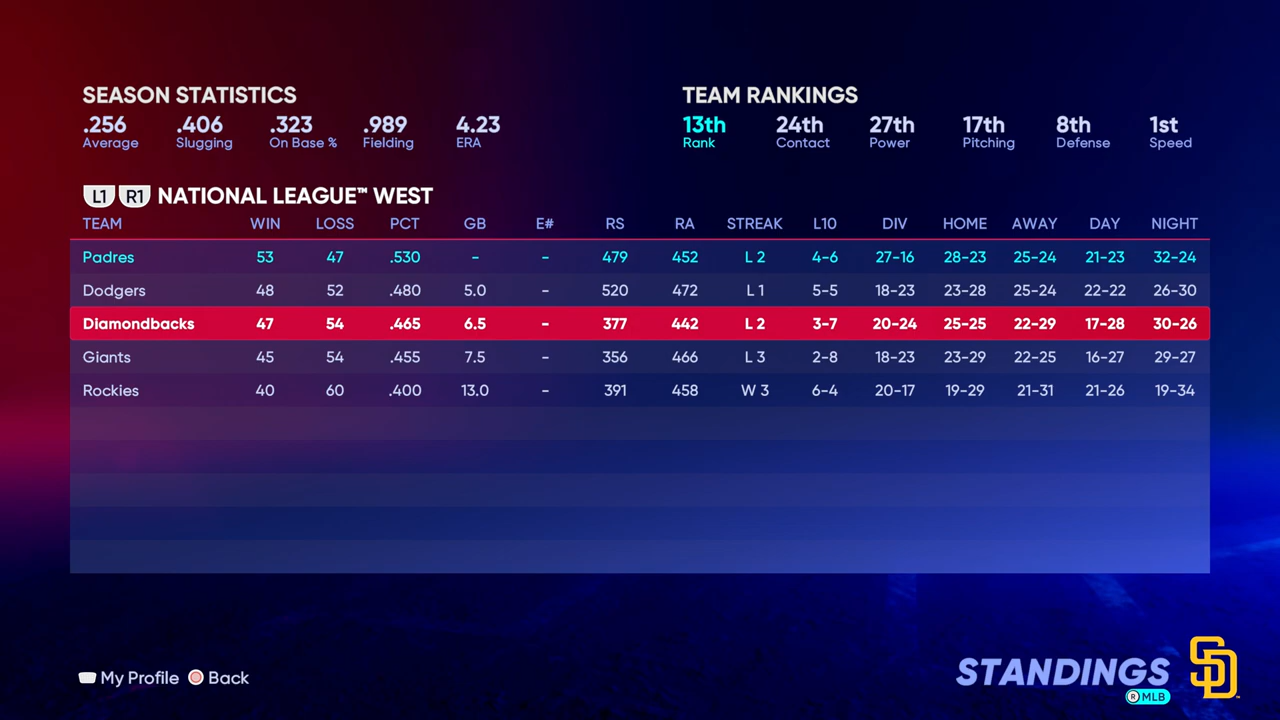 SEASON STATISTICS
.256 .406 .323 .989 4.23
Average Slugging On Base % Fielding ERA
TEAM RANKINGS
13th 24th 27th 17th 8th 1st
Rank Contact Power Pitching Defense Speed
L1 R1 NATIONAL LEAGUE™ WEST
TEAM WIN LOSS PCT GB E# RS RA STREAK L10 DIV HOME AWAY DAY NIGHT
Padres 53 47 .530 - - 479 452 L 2 4-6 27-16 28-23 25-24 21-23 32-24
Dodgers 48 52 .480 5.0 - 520 472 L 1 5-5 18-23 23-28 25-24 22-22 26-30
Diamondbacks 47 54 .465 6.5 - 377 442 L 2 3-7 20-24 25-25 22-29 17-28 30-26
Giants 45 54 .455 7.5 - 356 466 L 3 2-8 18-23 23-29 22-25 16-27 29-27
Rockies 40 60 .400 13.0 - 391 458 W 3 6-4 20-17 19-29 21-31 21-26 19-34
My Profile Back
STANDINGS
R MLB
SD